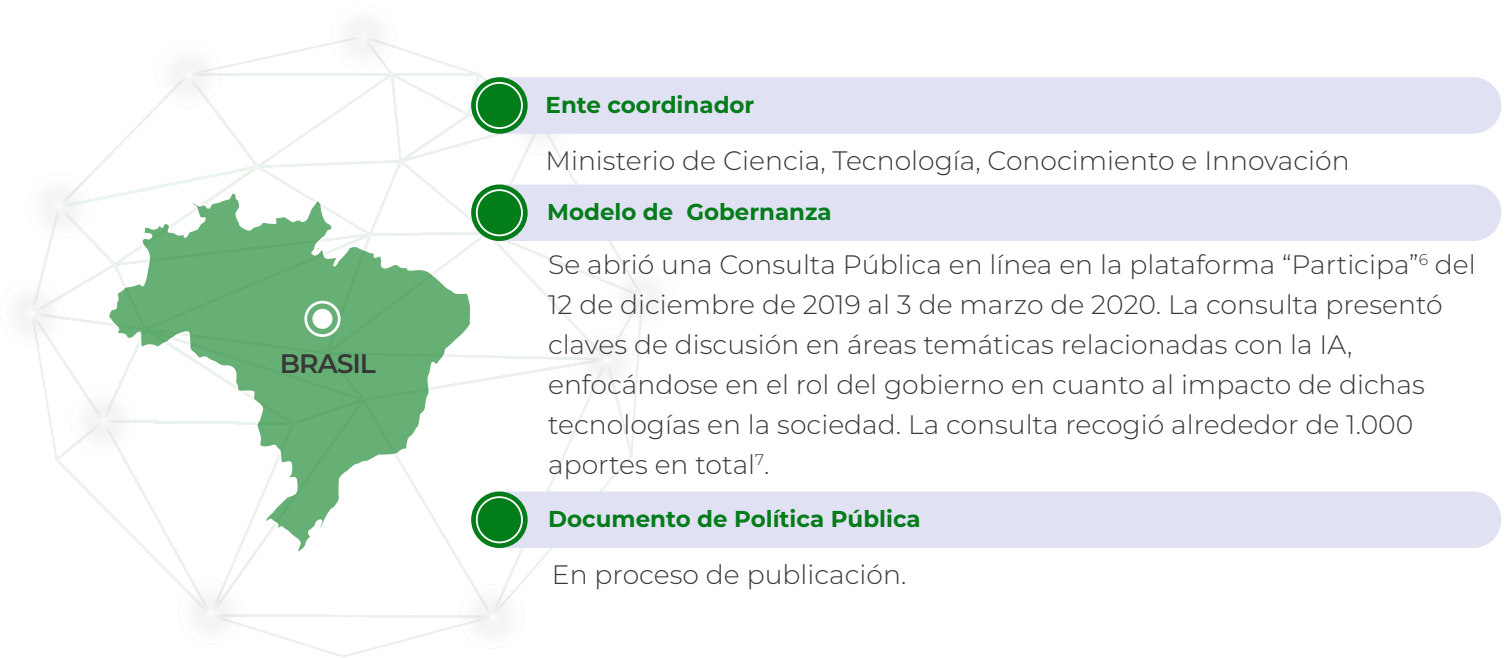 Ente coordinador
Ministerio de Ciencia, Tecnología, Conocimiento e Innovación
Modelo de Gobernanza
Se abrió una Consulta Pública en línea en la plataforma “Participa”⁶ del
12 de diciembre de 2019 al 3 de marzo de 2020. La consulta presentó
claves de discusión en áreas temáticas relacionadas con la IA,
enfocándose en el rol del gobierno en cuanto al impacto de dichas
tecnologías en la sociedad. La consulta recogió alrededor de 1.000
aportes en total⁷.
BRASIL
Documento de Política Pública
En proceso de publicación.